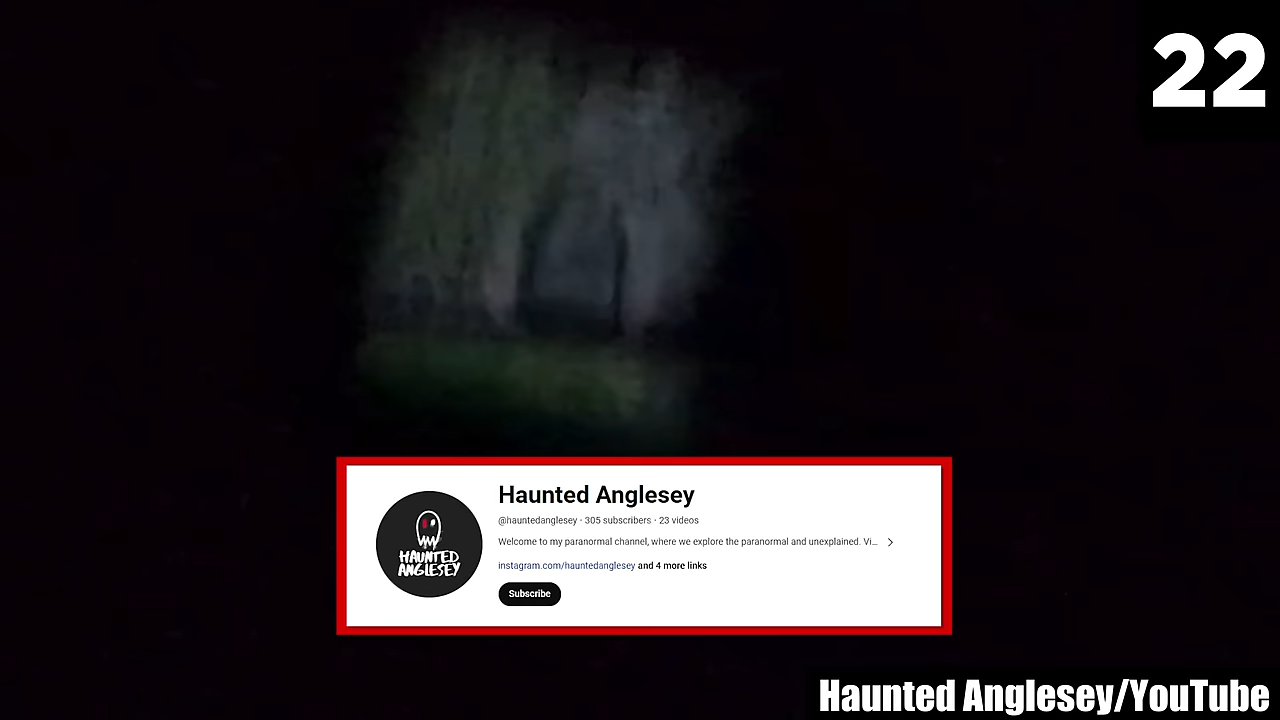 22
Haunted Anglesey
@hauntedanglesey · 305 subscribers · 23 videos
Welcome to my paranormal channel, where we explore the paranormal and unexplained. Vi...
instagram.com/hauntedanglesey and 4 more links
Subscribe
HAUNTED
ANGLESEY
Haunted Anglesey/YouTube